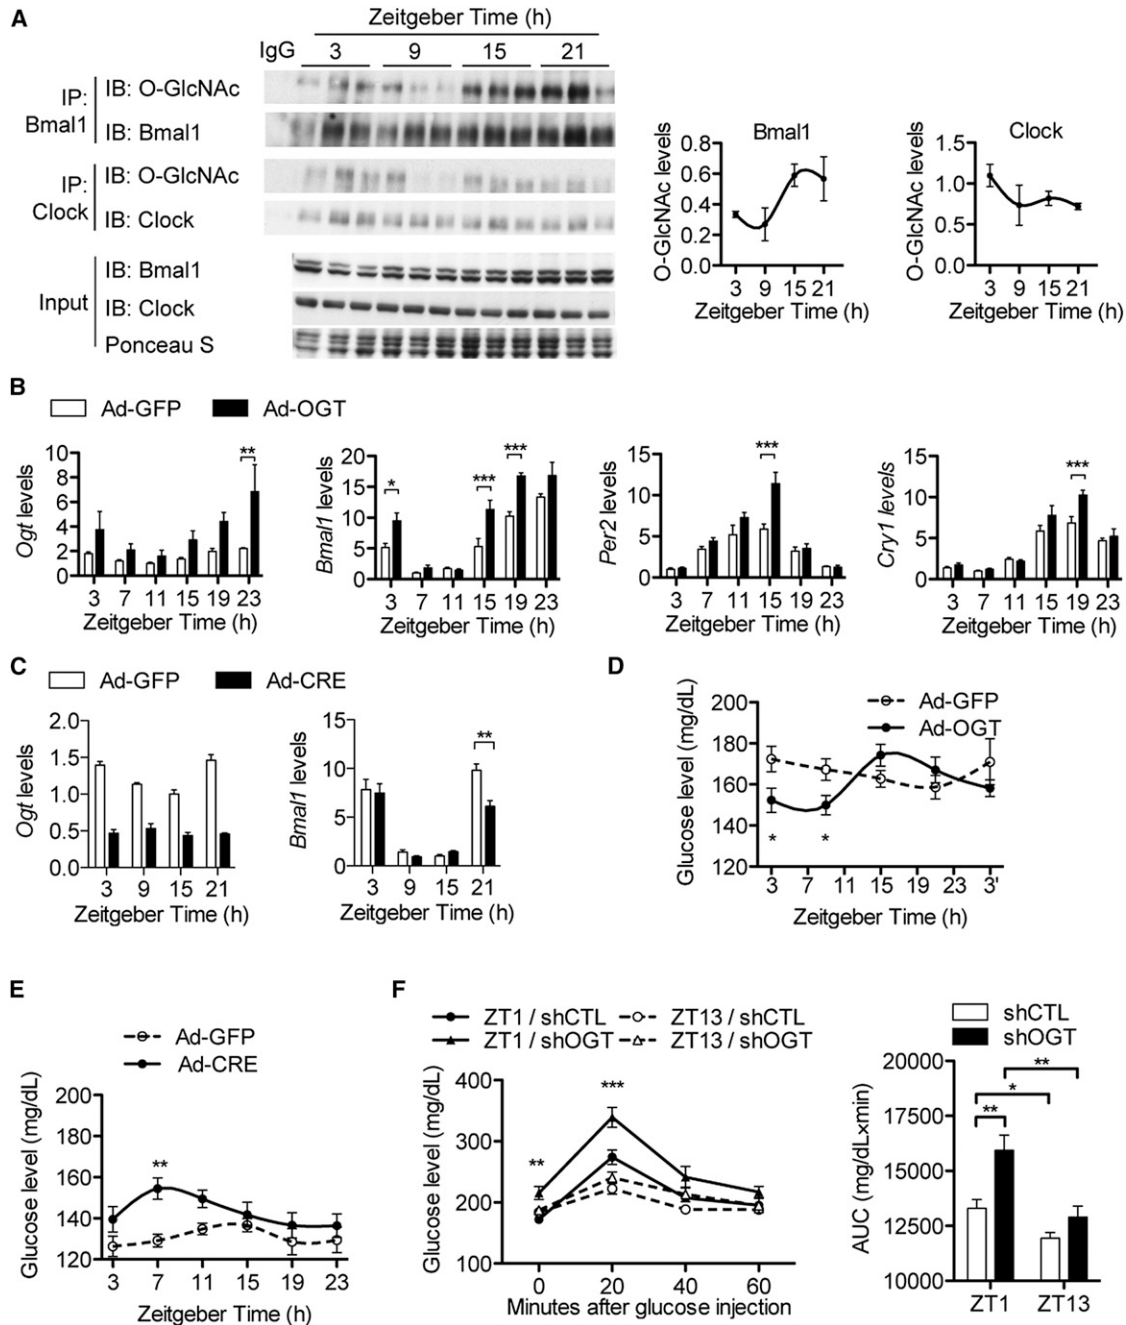 A
Zeitgeber Time (h)
IgG 3 9 15 21
IP: Bmal1
IB: O-GlcNAc
IB: Bmal1
IP: Clock
IB: O-GlcNAc
IB: Clock
Input
IB: Bmal1
IB: Clock
Ponceau S
Bmal1
O-GlcNAc levels
0.8
0.6
0.4
0.2
0.0
3 9 15 21
Zeitgeber Time (h)
Clock
O-GlcNAc levels
1.5
1.0
0.5
0.0
3 9 15 21
Zeitgeber Time (h)
B
Ad-GFP Ad-OGT
Ogt levels
10
8
6
4
2
0
**
3 7 11 15 19 23
Zeitgeber Time (h)
Bmal1 levels
20
15
10
5
0
* *** ***
3 7 11 15 19 23
Zeitgeber Time (h)
Per2 levels
15
10
5
0
***
3 7 11 15 19 23
Zeitgeber Time (h)
Cry1 levels
15
10
5
0
***
3 7 11 15 19 23
Zeitgeber Time (h)
C
Ad-GFP Ad-CRE
Ogt levels
2.0
1.5
1.0
0.5
0.0
3 9 15 21
Zeitgeber Time (h)
Bmal1 levels
15
10
5
0
**
3 9 15 21
Zeitgeber Time (h)
D
Ad-GFP
Ad-OGT
Glucose level (mg/dL)
200
180
160
140
120
* *
3 7 11 15 19 23 3'
Zeitgeber Time (h)
E
Ad-GFP
Ad-CRE
Glucose level (mg/dL)
200
180
160
140
120
**
3 7 11 15 19 23
Zeitgeber Time (h)
F
ZT1 / shCTL ZT13 / shCTL
ZT1 / shOGT ZT13 / shOGT
Glucose level (mg/dL)
400
300
200
100
** ***
0 20 40 60
Minutes after glucose injection
shCTL
shOGT
AUC (mg/dL×min)
20000
17500
15000
12500
10000
**
*
**
ZT1 ZT13